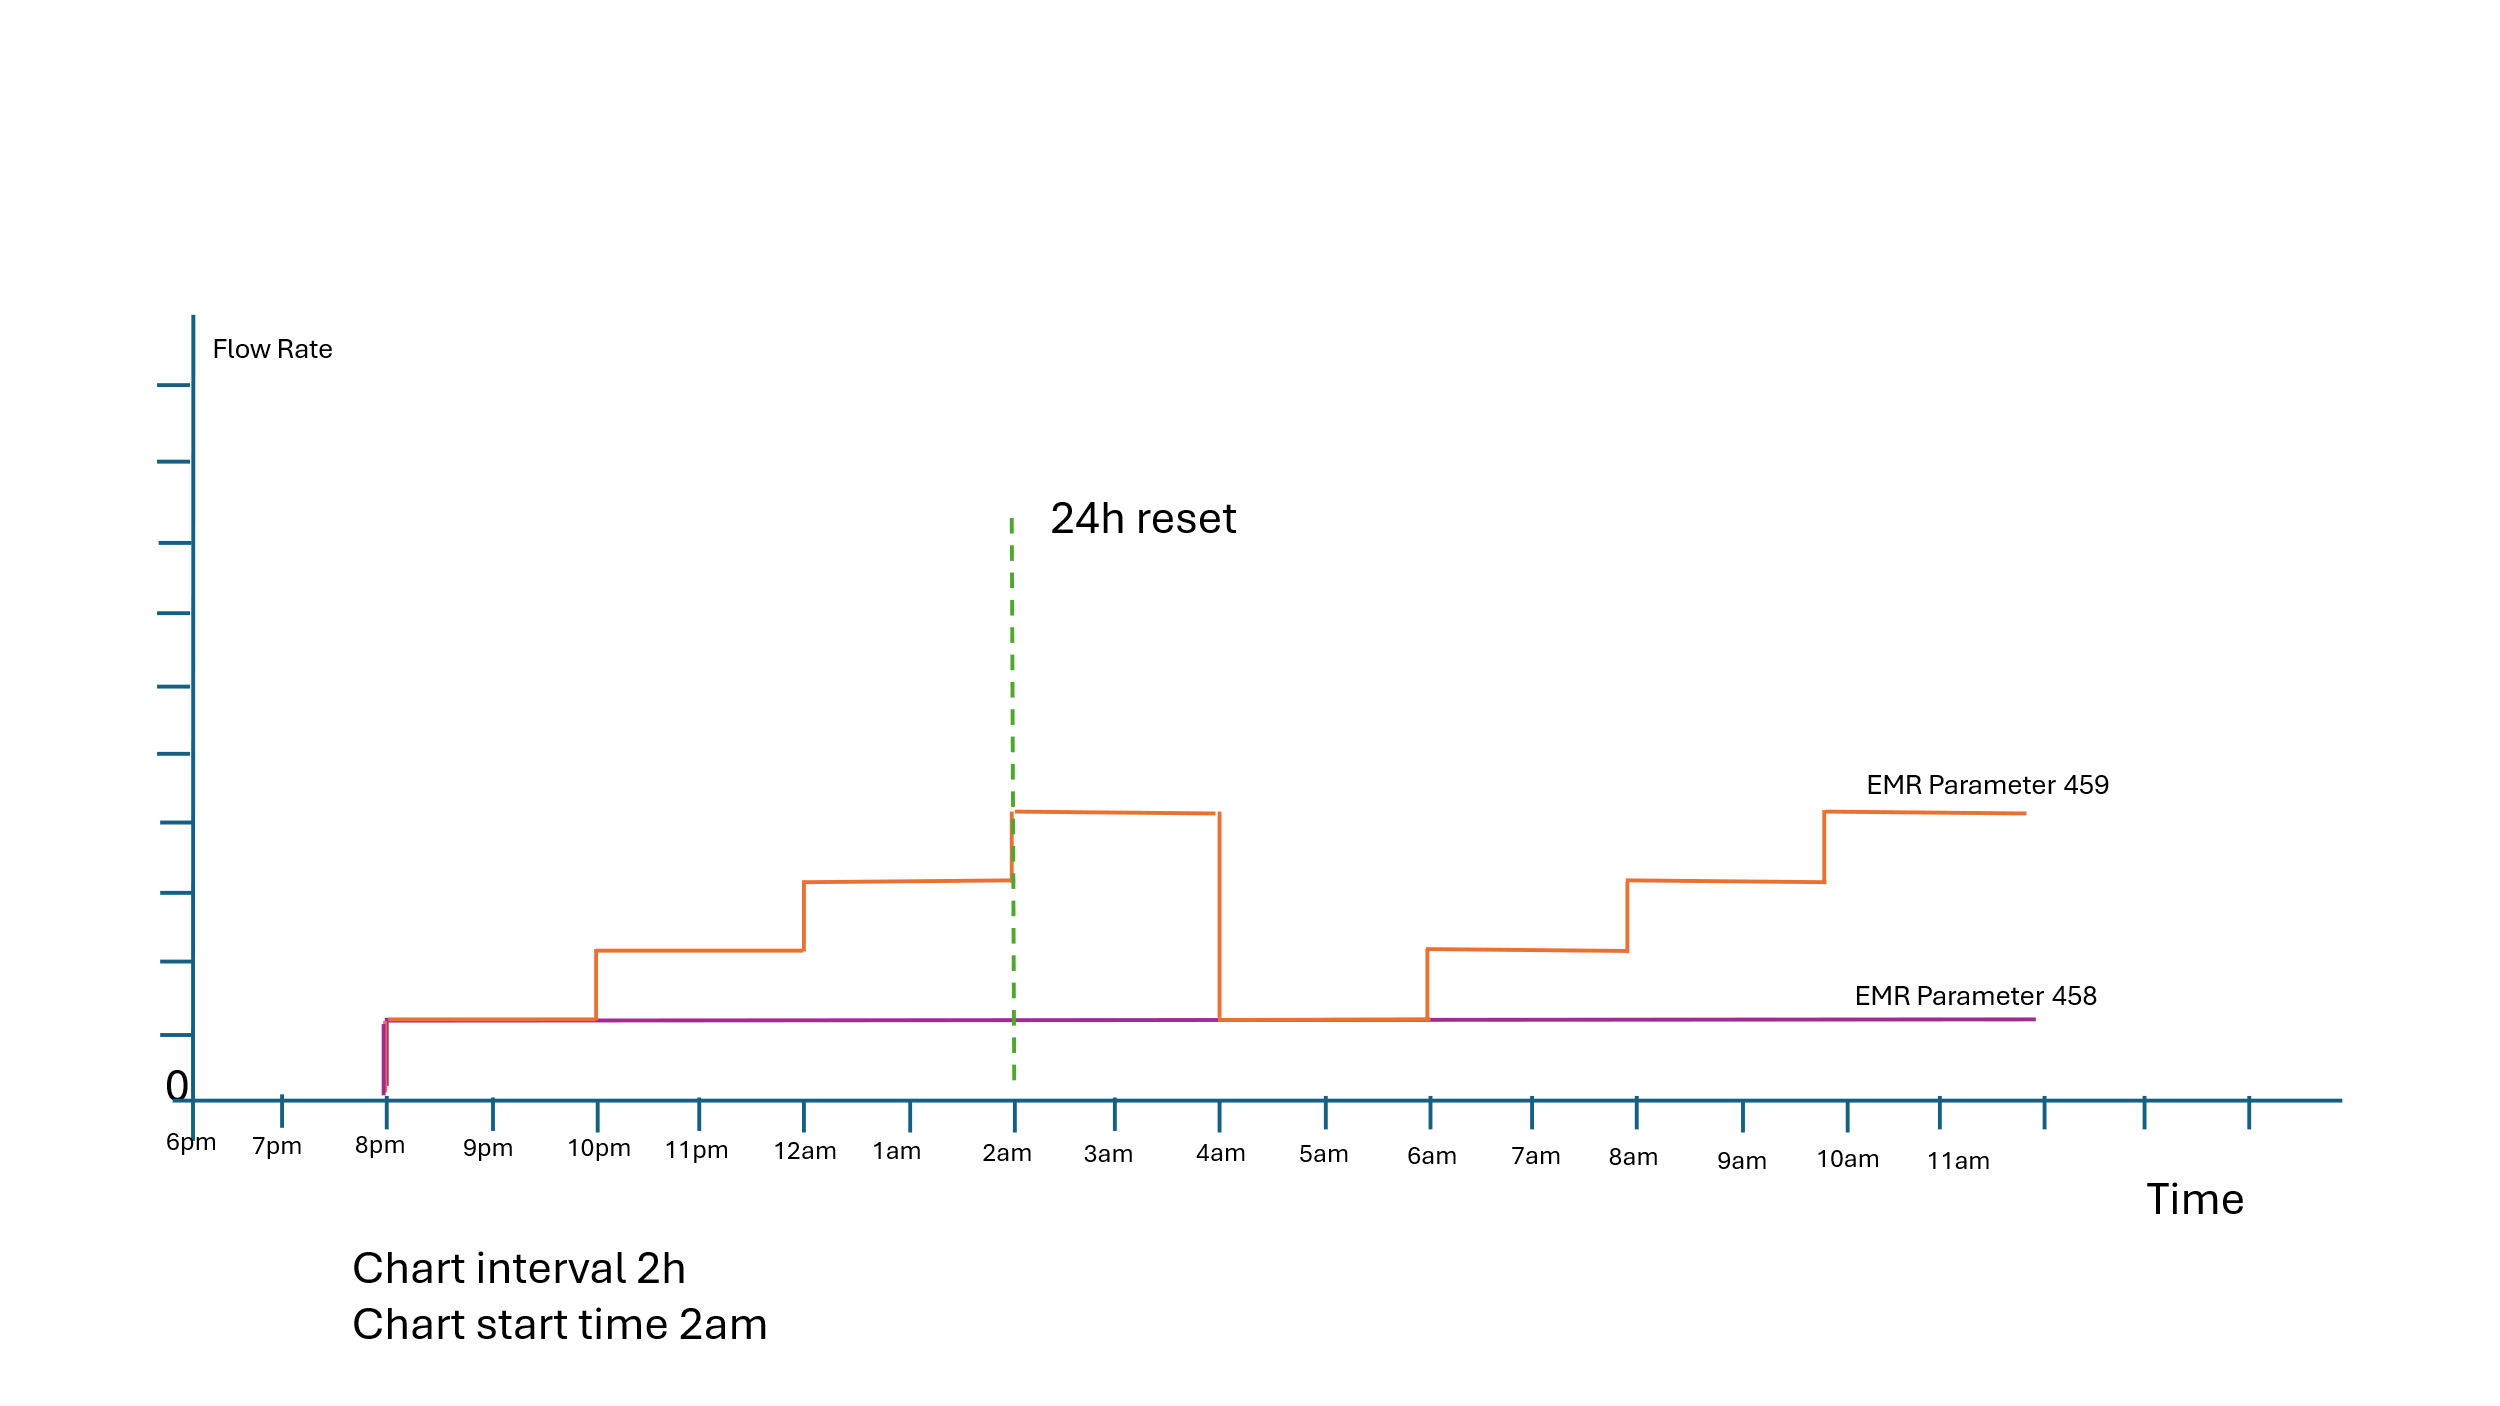 Flow Rate
24h reset
EMR Parameter 459
EMR Parameter 458
0
6pm 7pm 8pm 9pm 10pm 11pm 12am 1am 2am 3am 4am 5am 6am 7am 8am 9am 10am 11am
Time
Chart interval 2h
Chart start time 2am